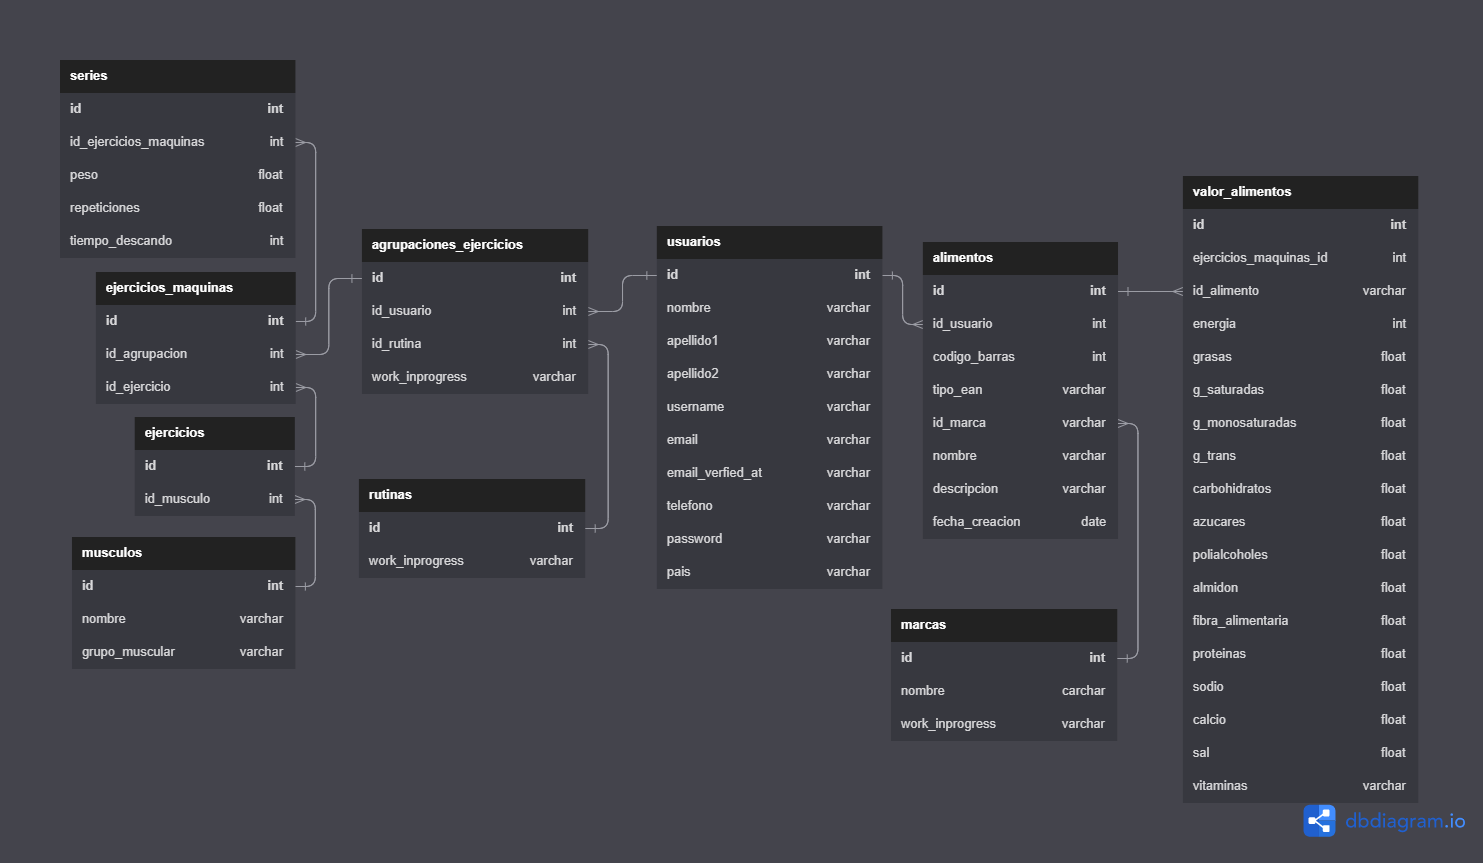 series
id int
id_ejercicios_maquinas int
peso float
repeticiones float
tiempo_descando int
ejercicios_maquinas
id int
id_agrupacion int
id_ejercicio int
ejercicios
id int
id_musculo int
musculos
id int
nombre varchar
grupo_muscular varchar
agrupaciones_ejercicios
id int
id_usuario int
id_rutina int
work_inprogress varchar
rutinas
id int
work_inprogress varchar
usuarios
id int
nombre varchar
apellido1 varchar
apellido2 varchar
username varchar
email varchar
email_verfied_at varchar
telefono varchar
password varchar
pais varchar
alimentos
id int
id_usuario int
codigo_barras int
tipo_ean varchar
id_marca varchar
nombre varchar
descripcion varchar
fecha_creacion date
marcas
id int
nombre carchar
work_inprogress varchar
valor_alimentos
id int
ejercicios_maquinas_id int
id_alimento varchar
energia int
grasas float
g_saturadas float
g_monosaturadas float
g_trans float
carbohidratos float
azucares float
polialcoholes float
almidon float
fibra_alimentaria float
proteinas float
sodio float
calcio float
sal float
vitaminas varchar
dbdiagram.io